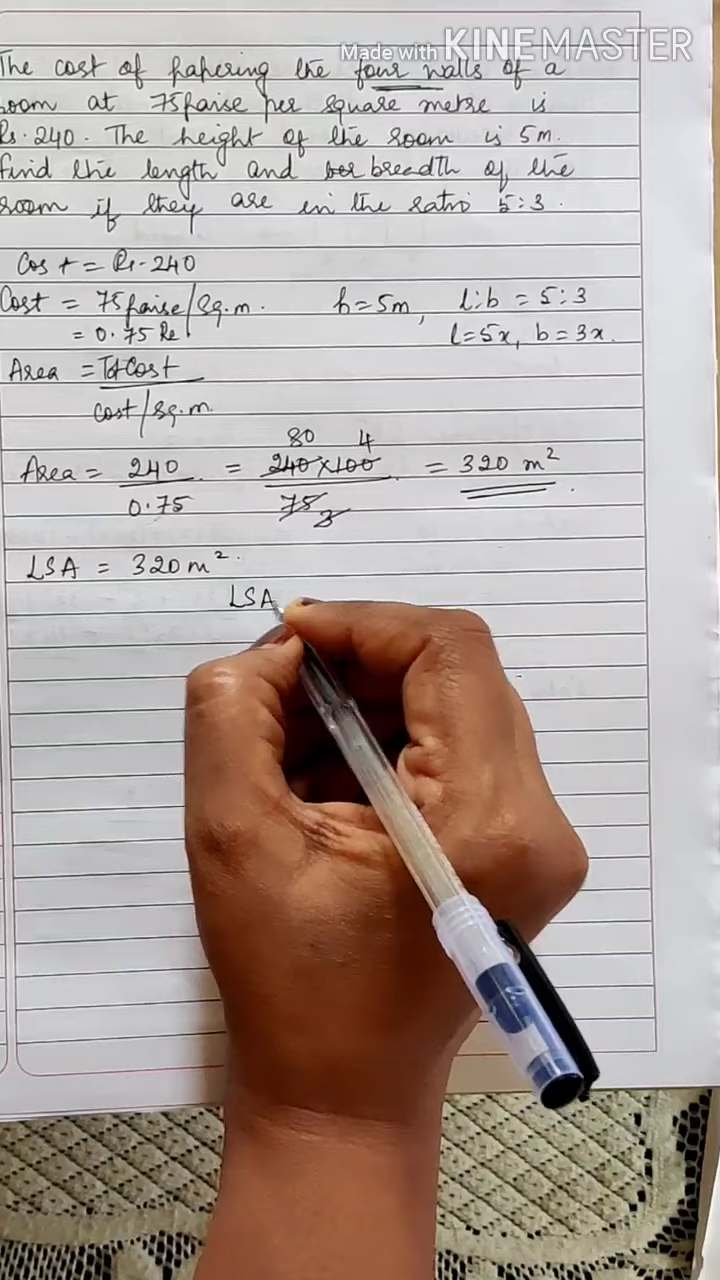 Made with KINEMASTER
The cost of papering the four walls of a
room at 75paise per square metre is
Rs. 240. The height of the room is 5m.
find the length and breadth of the
room if they are in the ratio 5:3.
Cost = Rs. 240
Cost = 75paise/sq.m. h = 5m, l:b = 5:3
= 0.75 Re l = 5x, b = 3x.
Area = Tot Cost
cost/sq.m.
80 4
Area = 240 = 240×100 = 320 m².
0.75 75 3
LSA = 320m².
LSA